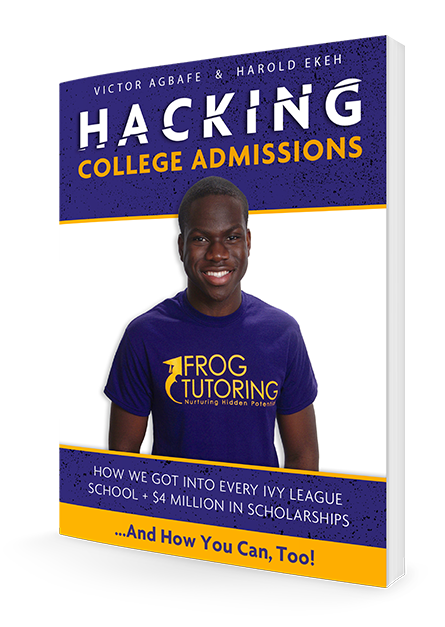 VICTOR AGBAFE & HAROLD EKEH
HACKING
COLLEGE ADMISSIONS
FROG
TUTORING
Nurturing Hidden Potential
HOW WE GOT INTO EVERY IVY LEAGUE
SCHOOL + $4 MILLION IN SCHOLARSHIPS
...And How You Can, Too!